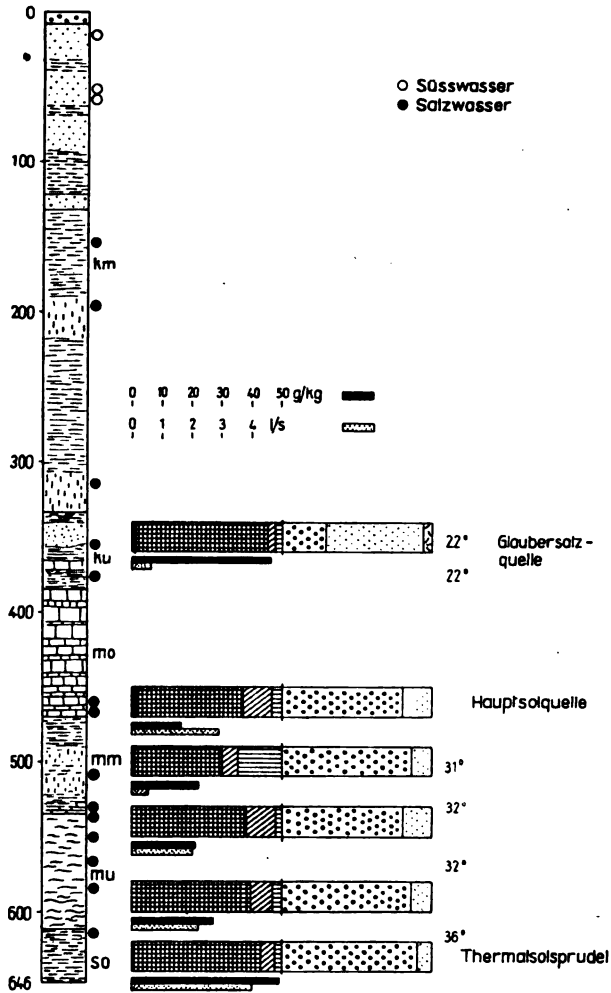 0
○ Süsswasser
● Salzwasser
100
km
200
0 10 20 30 40 50 g/kg
0 1 2 3 4 l/s
300
22° Glaubersalz-
quelle
ku
22°
400
mo
Hauptsolquelle
mm
500
31°
32°
32°
mu
600
36°
Thermalsolsprudel
so
646